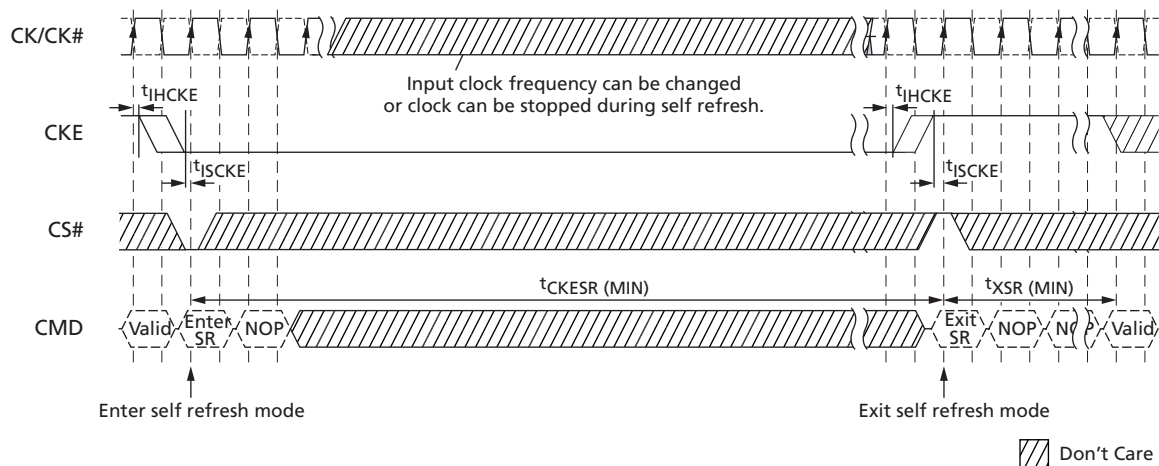 CK/CK#
Input clock frequency can be changed
or clock can be stopped during self refresh.
tIHCKE
tIHCKE
CKE
tISCKE
tISCKE
CS#
tCKESR (MIN)
tXSR (MIN)
CMD
Valid
Enter
SR
NOP
Exit
SR
NOP
NOP
Valid
Enter self refresh mode
Exit self refresh mode
Don't Care